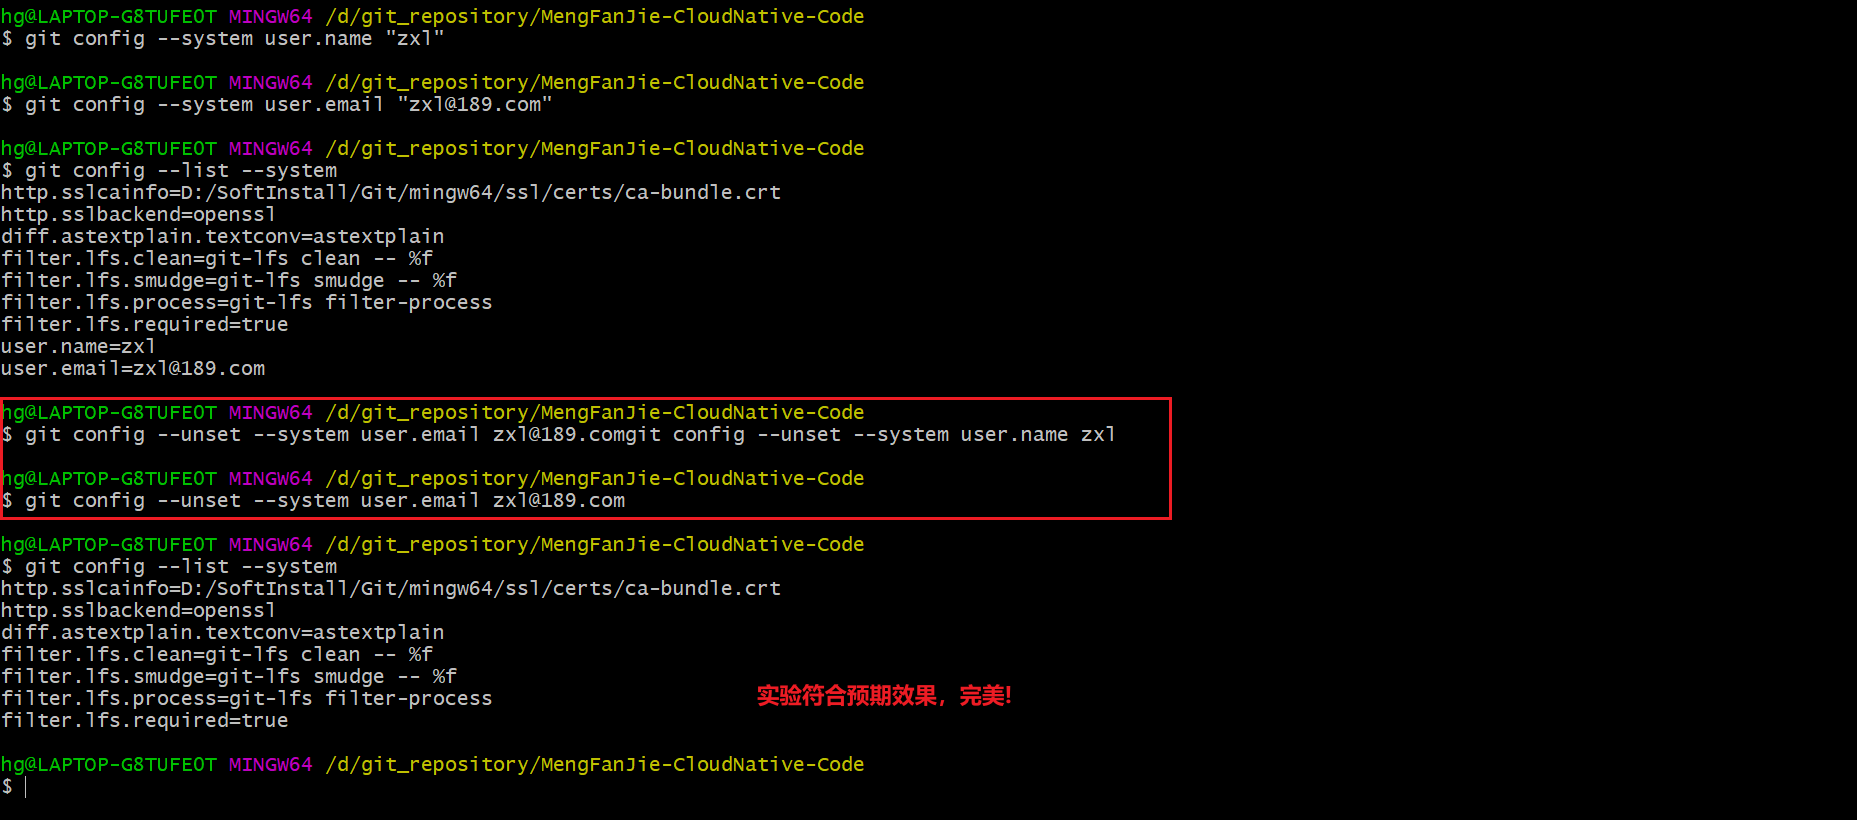 hg@LAPTOP-G8TUFE0T MINGW64 /d/git_repository/MengFanJie-CloudNative-Code
$ git config --system user.name "zxl"
hg@LAPTOP-G8TUFE0T MINGW64 /d/git_repository/MengFanJie-CloudNative-Code
$ git config --system user.email "zxl@189.com"
hg@LAPTOP-G8TUFE0T MINGW64 /d/git_repository/MengFanJie-CloudNative-Code
$ git config --list --system
http.sslcainfo=D:/SoftInstall/Git/mingw64/ssl/certs/ca-bundle.crt
http.sslbackend=openssl
diff.astextplain.textconv=astextplain
filter.lfs.clean=git-lfs clean -- %f
filter.lfs.smudge=git-lfs smudge -- %f
filter.lfs.process=git-lfs filter-process
filter.lfs.required=true
user.name=zxl
user.email=zxl@189.com
hg@LAPTOP-G8TUFE0T MINGW64 /d/git_repository/MengFanJie-CloudNative-Code
$ git config --unset --system user.email zxl@189.comgit config --unset --system user.name zxl
hg@LAPTOP-G8TUFE0T MINGW64 /d/git_repository/MengFanJie-CloudNative-Code
$ git config --unset --system user.email zxl@189.com
hg@LAPTOP-G8TUFE0T MINGW64 /d/git_repository/MengFanJie-CloudNative-Code
$ git config --list --system
http.sslcainfo=D:/SoftInstall/Git/mingw64/ssl/certs/ca-bundle.crt
http.sslbackend=openssl
diff.astextplain.textconv=astextplain
filter.lfs.clean=git-lfs clean -- %f
filter.lfs.smudge=git-lfs smudge -- %f
filter.lfs.process=git-lfs filter-process
实验符合预期效果，完美!
filter.lfs.required=true
hg@LAPTOP-G8TUFE0T MINGW64 /d/git_repository/MengFanJie-CloudNative-Code
$